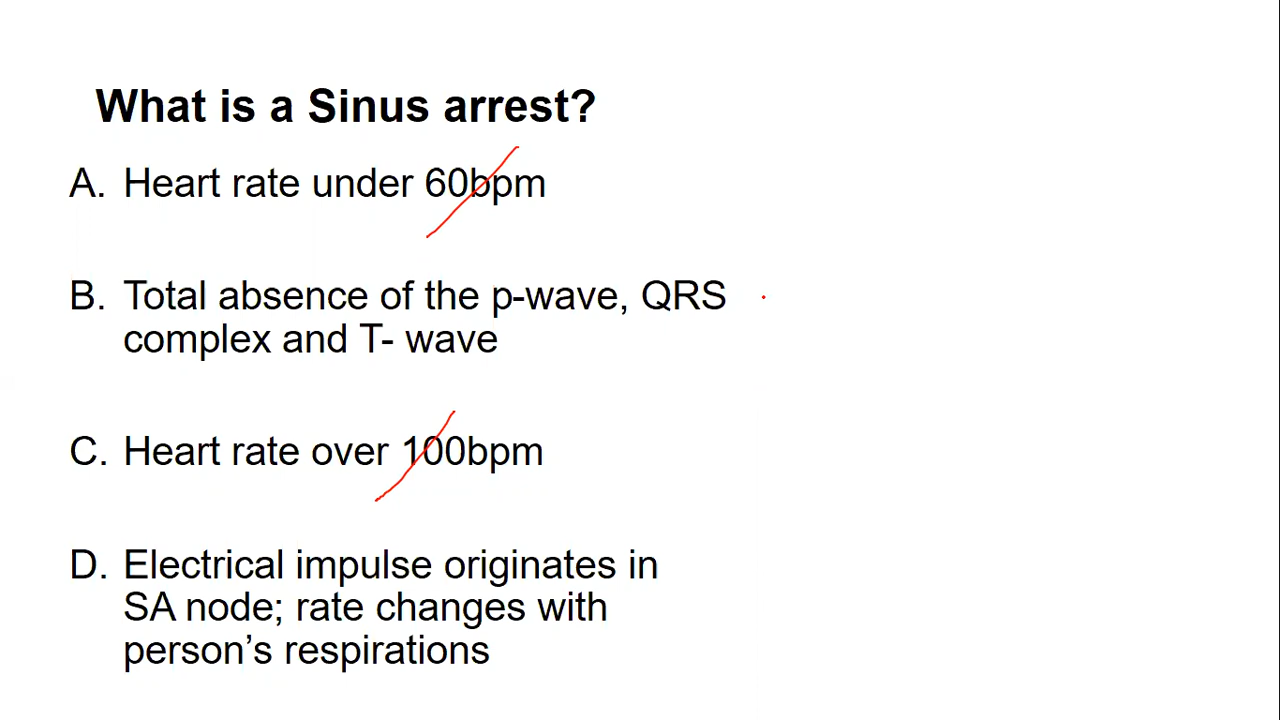 What is a Sinus arrest?
A. Heart rate under 60bpm
B. Total absence of the p-wave, QRS
complex and T- wave
C. Heart rate over 100bpm
D. Electrical impulse originates in
SA node; rate changes with
person’s respirations